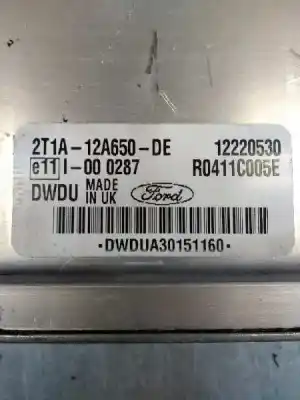 2T1A-12A650-DE 12220530
e11 I-00 0287 R0411C005E
DWDU MADE IN UK Ford
·DWDUA30151160·